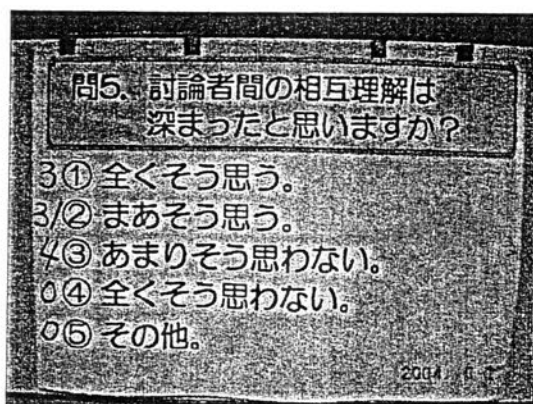 問5、討論者間の相互理解は
深まったと思いますか？
3① 全くそう思う。
31② まあそう思う。
4③ あまりそう思わない。
0④ 全くそう思わない。
0⑤ その他。
2004